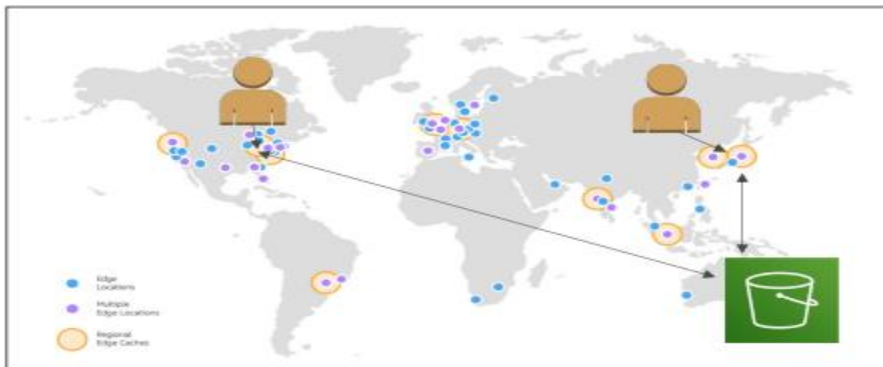 Edge
Locations
Multiple
Edge Locations
Regional
Edge Caches